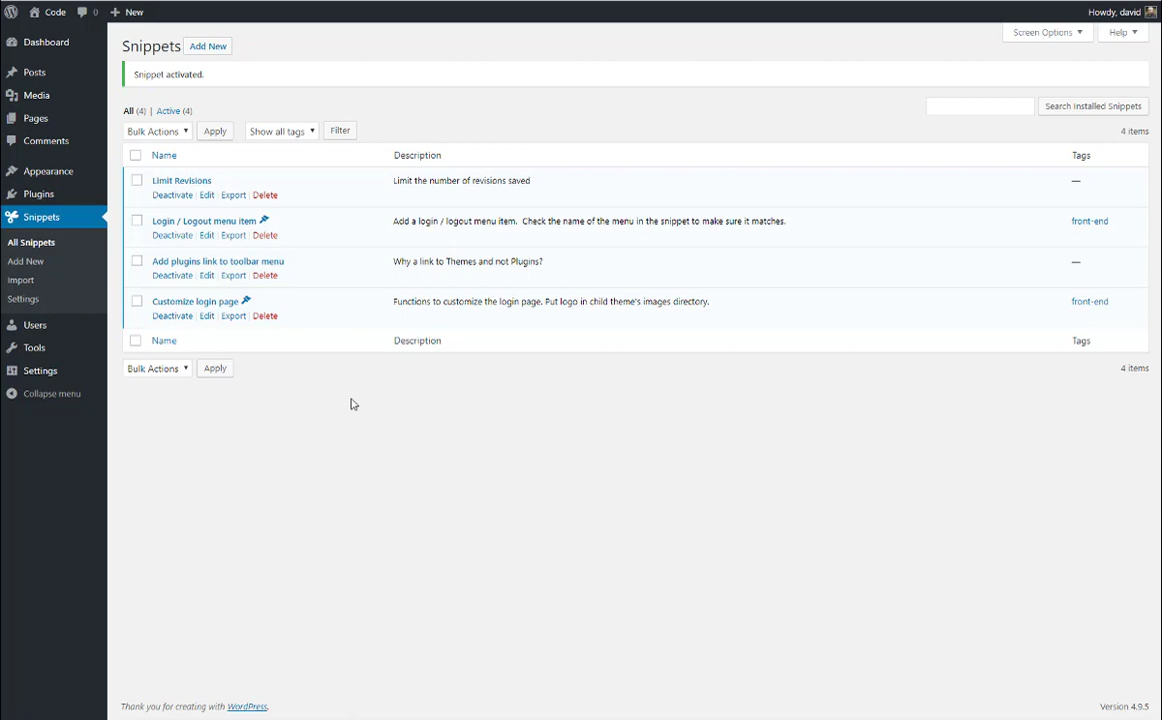 Code 0 New Howdy, david
Dashboard
Posts
Media
Pages
Comments
Appearance
Plugins
Snippets
All Snippets
Add New
Import
Settings
Users
Tools
Settings
Collapse menu
Screen Options Help
Snippets Add New
Snippet activated.
All (4) | Active (4)
Search Installed Snippets
Bulk Actions Apply Show all tags Filter 4 items
Name Description Tags
Limit Revisions Limit the number of revisions saved —
Deactivate | Edit | Export | Delete
Login / Logout menu item Add a login / logout menu item. Check the name of the menu in the snippet to make sure it matches. front-end
Deactivate | Edit | Export | Delete
Add plugins link to toolbar menu Why a link to Themes and not Plugins? —
Deactivate | Edit | Export | Delete
Customize login page Functions to customize the login page. Put logo in child theme's images directory. front-end
Deactivate | Edit | Export | Delete
Name Description Tags
Bulk Actions Apply 4 items
Thank you for creating with WordPress. Version 4.9.5